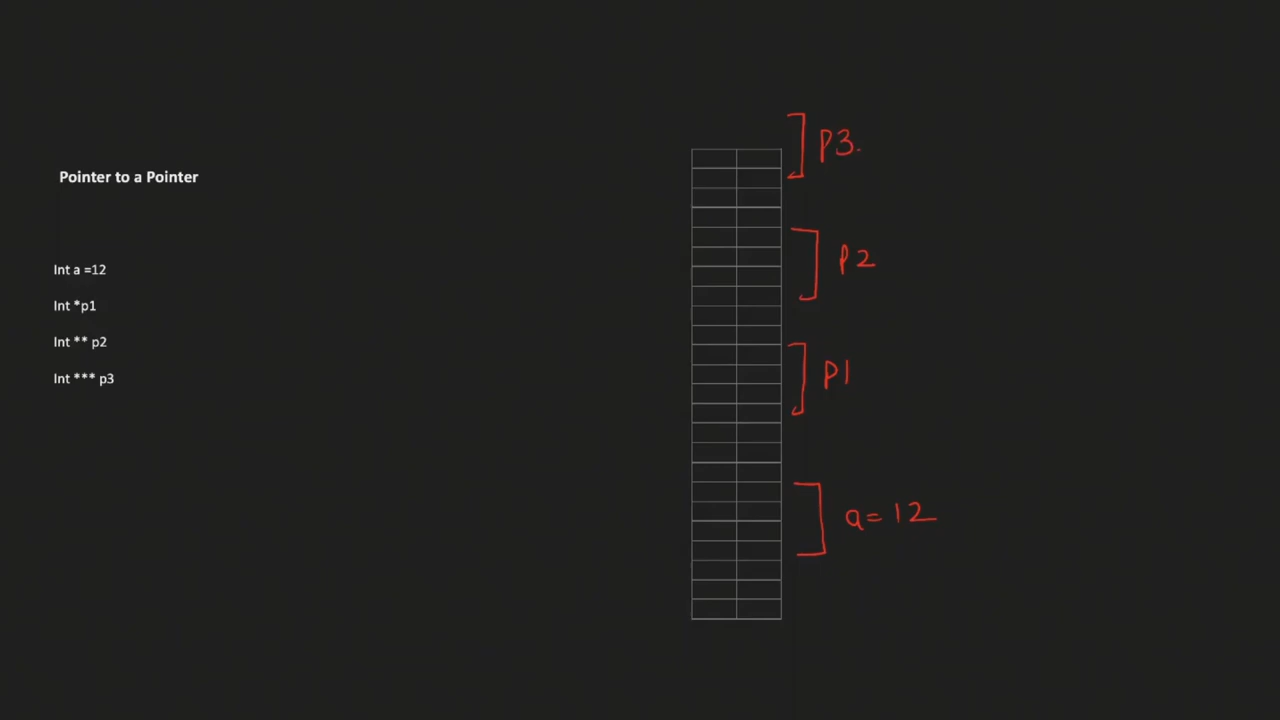 Pointer to a Pointer
Int a =12
Int *p1
Int ** p2
Int *** p3
P3.
P2
P1
a=12